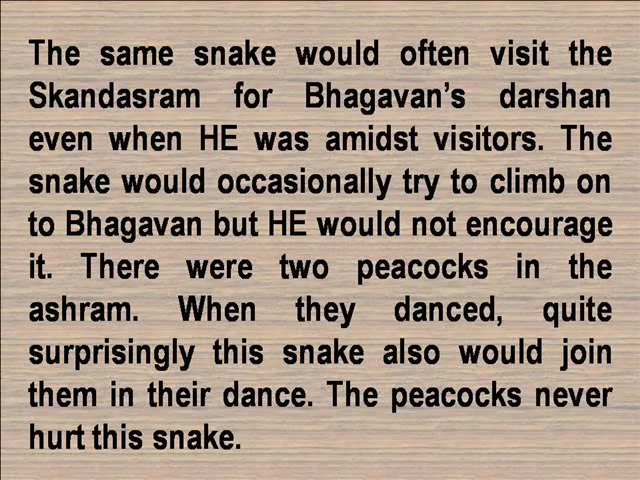 The same snake would often visit the
Skandasram for Bhagavan’s darshan
even when HE was amidst visitors. The
snake would occasionally try to climb on
to Bhagavan but HE would not encourage
it. There were two peacocks in the
ashram. When they danced, quite
surprisingly this snake also would join
them in their dance. The peacocks never
hurt this snake.